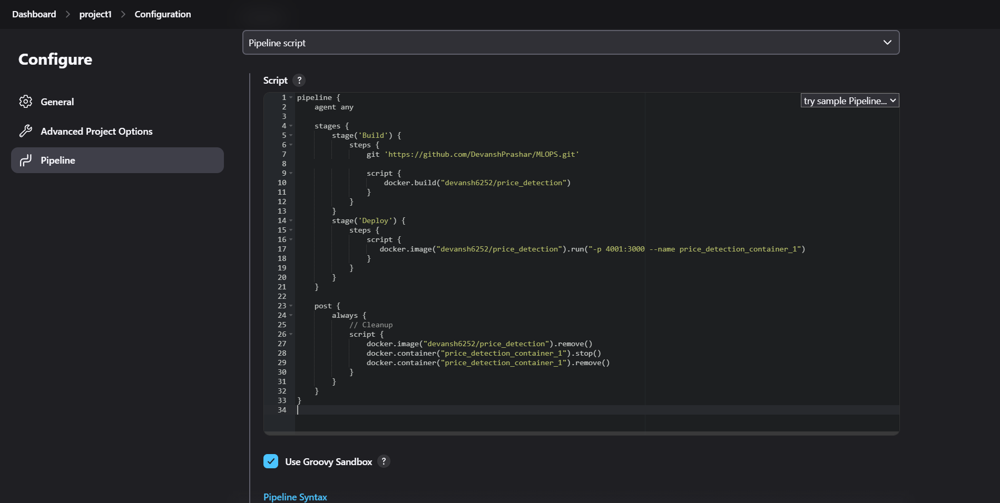 Dashboard > project1 > Configuration
Configure
General
Advanced Project Options
Pipeline
Pipeline script
Script ?
try sample Pipeline...
1 pipeline {
2     agent any
3
4     stages {
5         stage('Build') {
6             steps {
7                 git 'https://github.com/DevanshPrashar/MLOPS.git'
8
9                 script {
10                     docker.build("devansh6252/price_detection")
11                 }
12             }
13         }
14         stage('Deploy') {
15             steps {
16                 script {
17                    docker.image("devansh6252/price_detection").run("-p 4001:3000 --name price_detection_container_1")
18                 }
19             }
20         }
21     }
22
23     post {
24         always {
25             // Cleanup
26             script {
27                 docker.image("devansh6252/price_detection").remove()
28                 docker.container("price_detection_container_1").stop()
29                 docker.container("price_detection_container_1").remove()
30             }
31         }
32     }
33 }
34
Use Groovy Sandbox ?
Pipeline Syntax